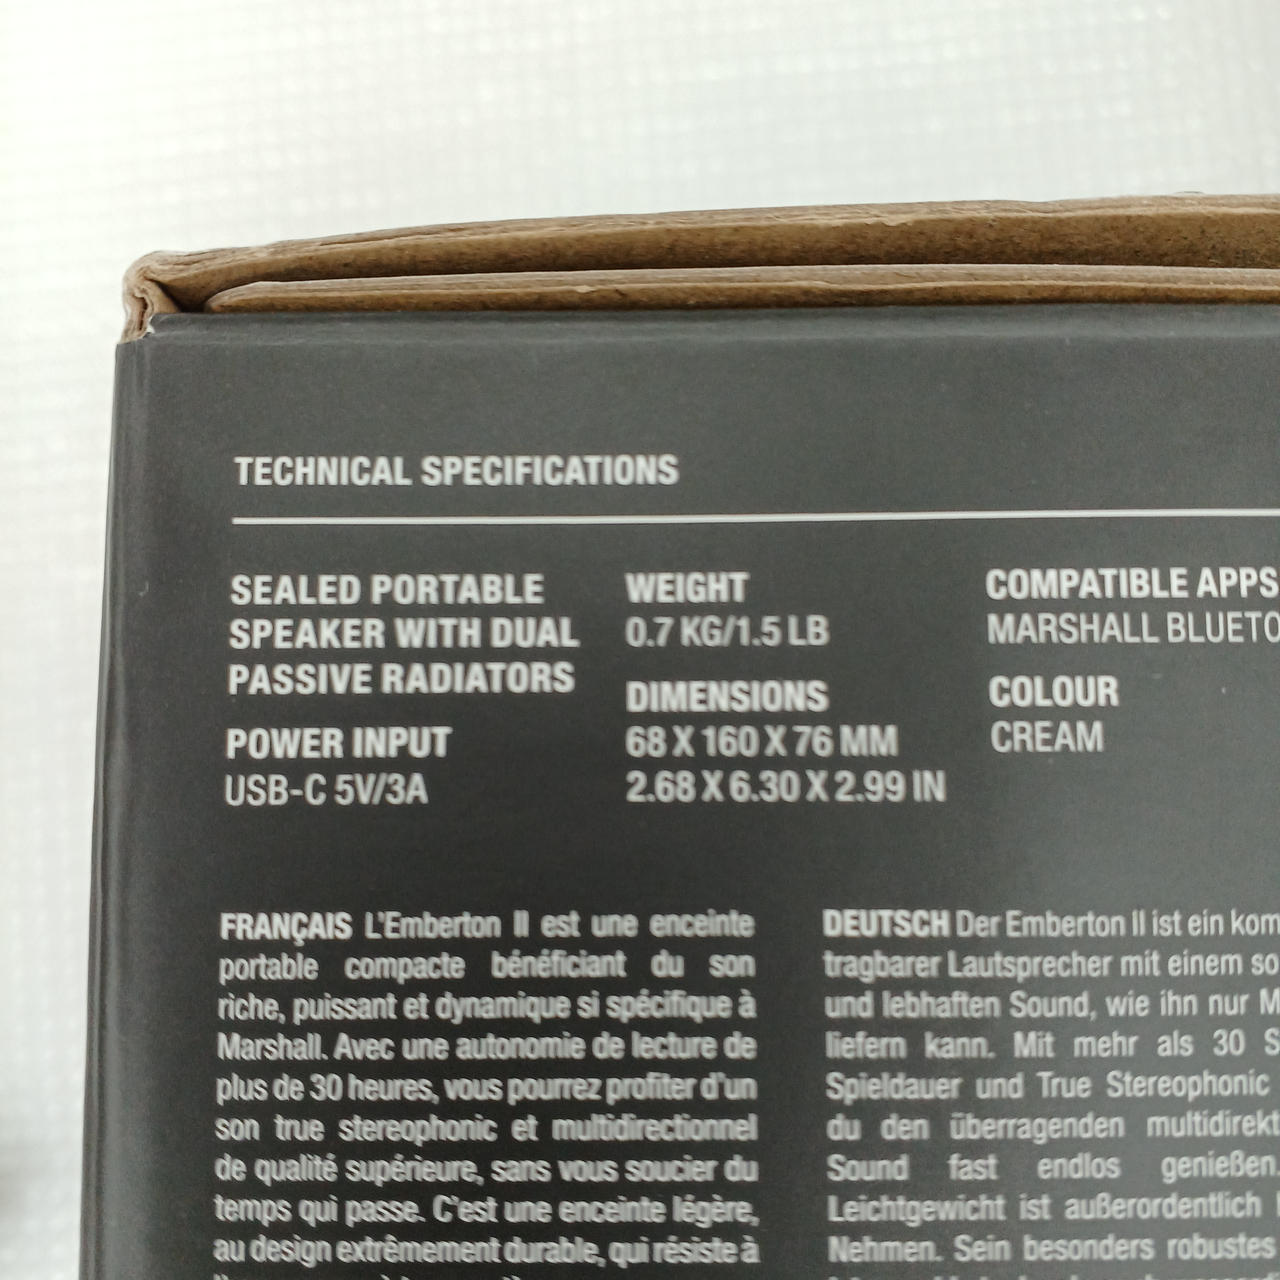 TECHNICAL SPECIFICATIONS
SEALED PORTABLE
SPEAKER WITH DUAL
PASSIVE RADIATORS
POWER INPUT
USB-C 5V/3A
WEIGHT
0.7 KG/1.5 LB
DIMENSIONS
68 X 160 X 76 MM
2.68 X 6.30 X 2.99 IN
COMPATIBLE APPS
MARSHALL BLUETO
COLOUR
CREAM
FRANÇAIS L'Emberton II est une enceinte
portable compacte bénéficiant du son
riche, puissant et dynamique si spécifique à
Marshall. Avec une autonomie de lecture de
plus de 30 heures, vous pourrez profiter d'un
son true stereophonic et multidirectionnel
de qualité supérieure, sans vous soucier du
temps qui passe. C'est une enceinte légère,
au design extrêmement durable, qui résiste à
DEUTSCH Der Emberton II ist ein kom
tragbarer Lautsprecher mit einem so
und lebhaften Sound, wie ihn nur M
liefern kann. Mit mehr als 30 S
Spieldauer und True Stereophonic
du den überragenden multidirekt
Sound fast endlos genießen.
Leichtgewicht ist außerordentlich
Nehmen. Sein besonders robustes